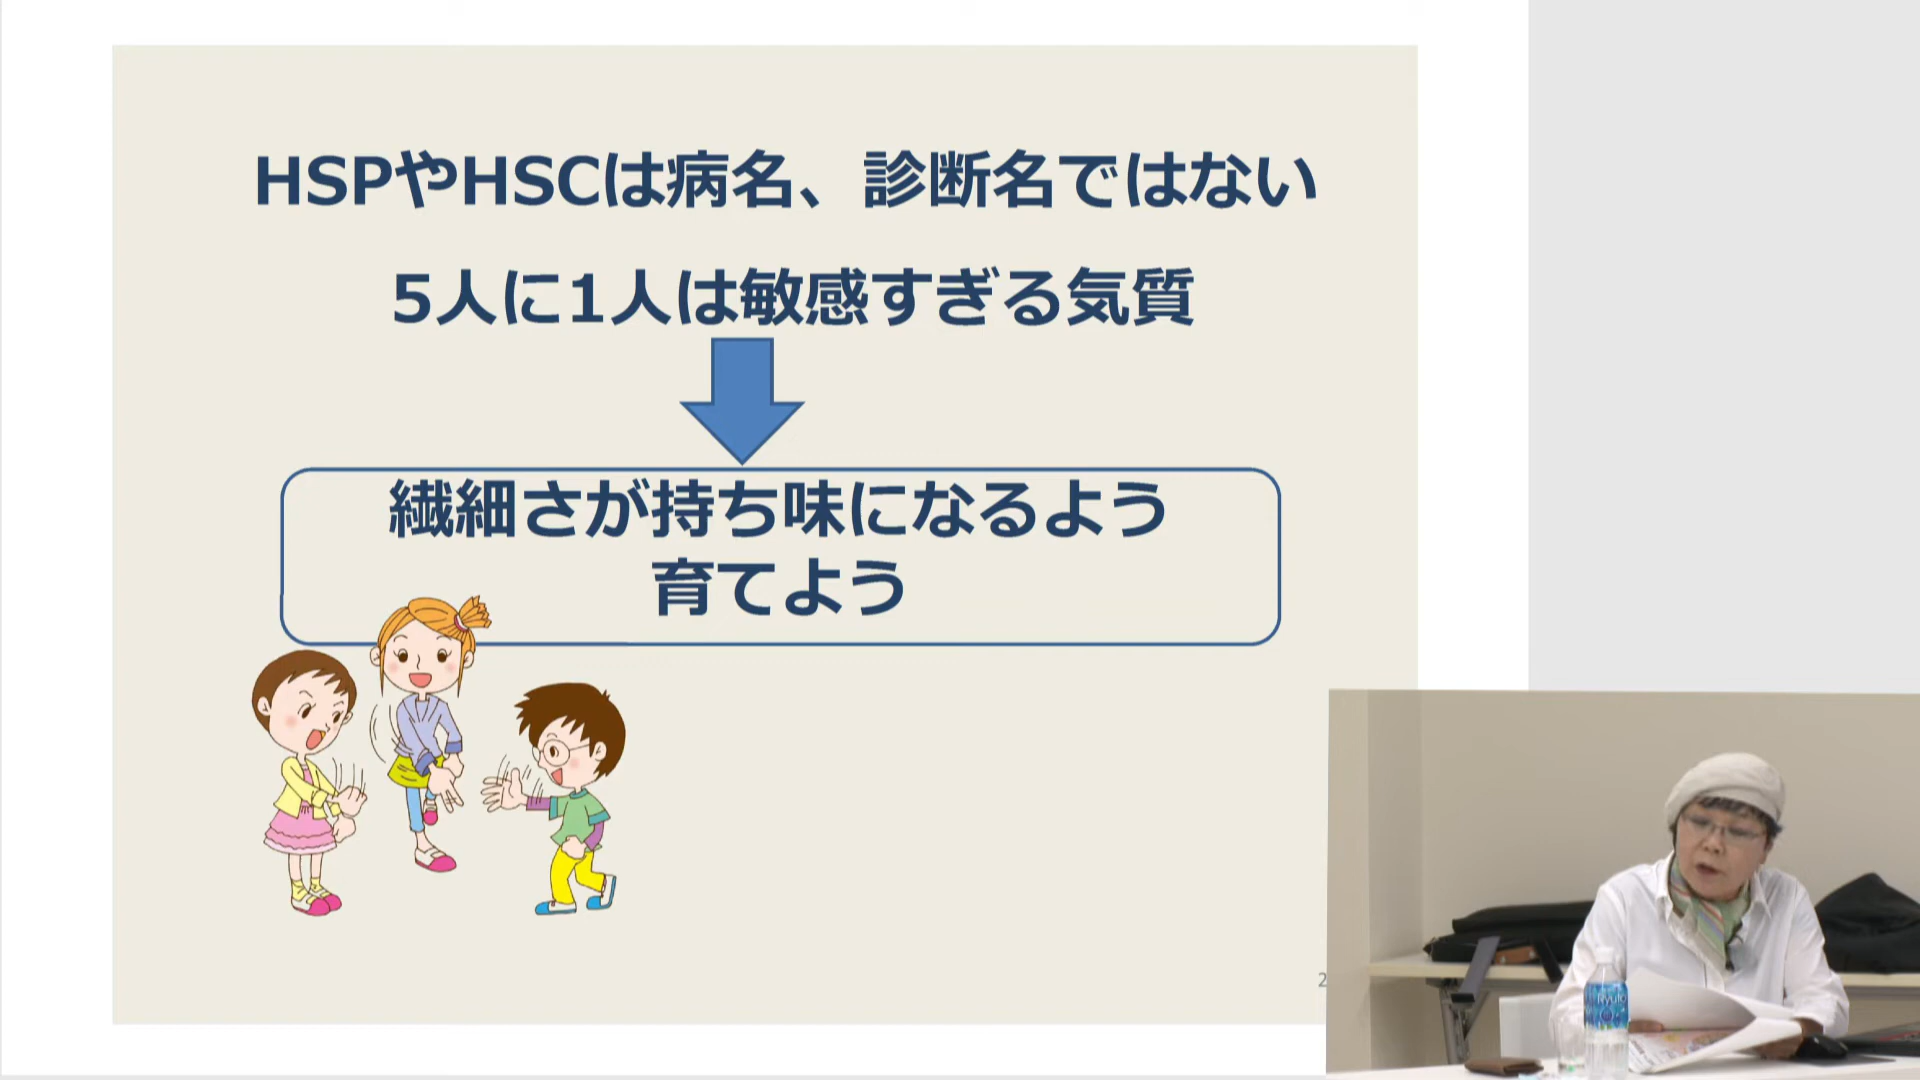 HSPやHSCは病名、診断名ではない
5人に1人は敏感すぎる気質
繊細さが持ち味になるよう
育てよう
2